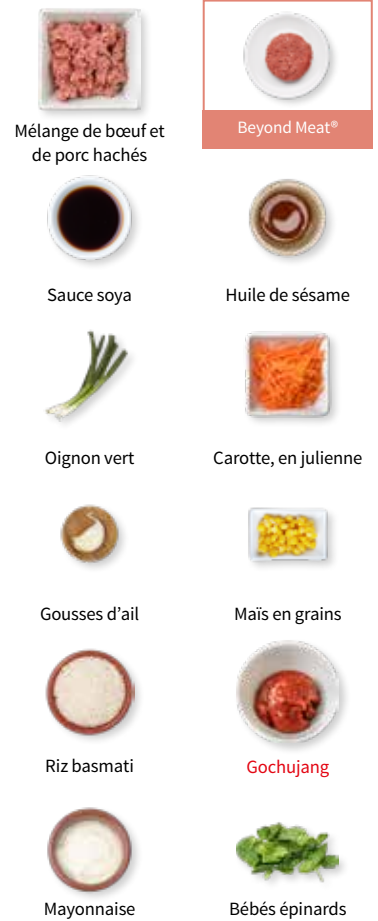 Mélange de bœuf et
de porc hachés
Beyond Meat®
Sauce soya
Huile de sésame
Oignon vert
Carotte, en julienne
Gousses d’ail
Maïs en grains
Riz basmati
Gochujang
Mayonnaise
Bébés épinards